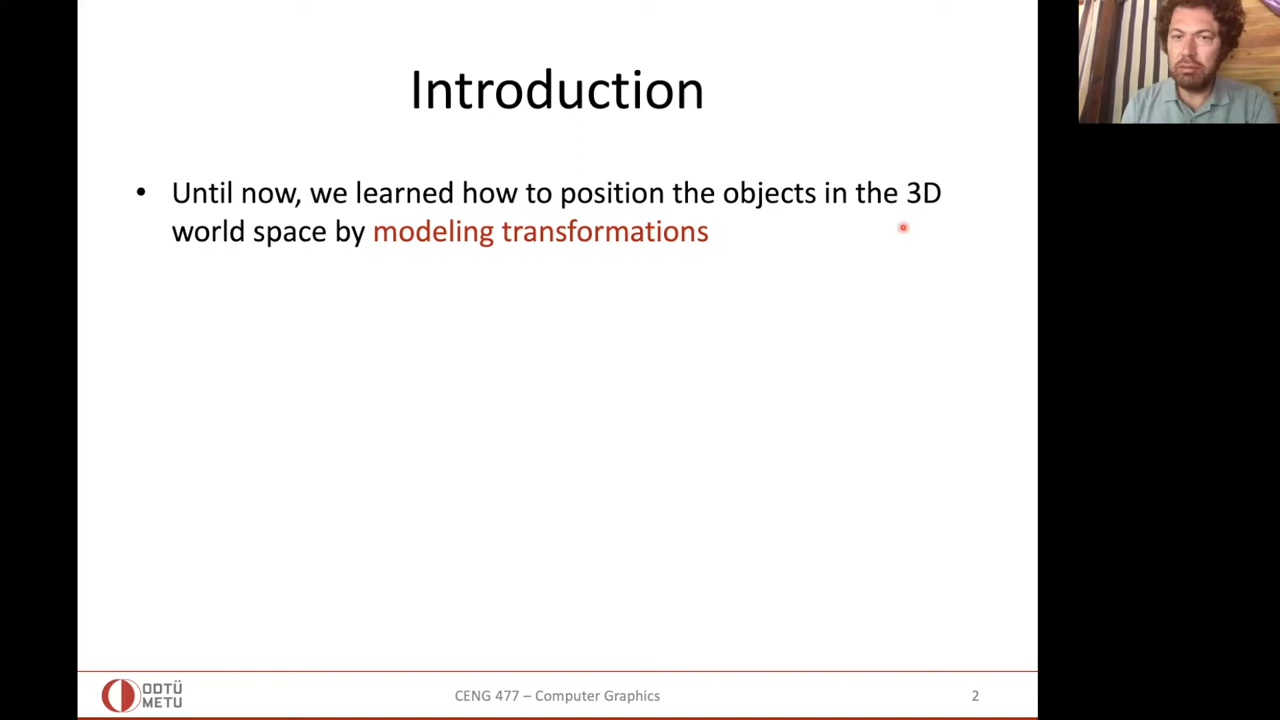 Introduction
• Until now, we learned how to position the objects in the 3D
world space by modeling transformations
ODTÜ
METU
CENG 477 – Computer Graphics
2